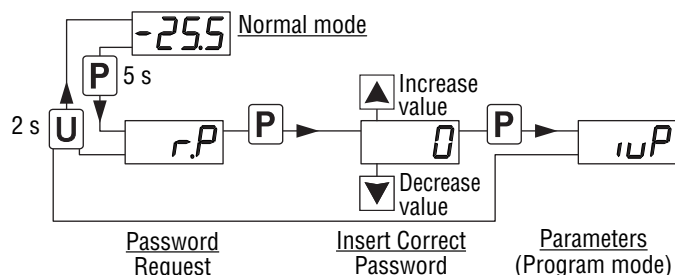 -25.5 Normal mode
P 5 s
2 s U
r.P P
Increase
value
0
Decrease
value
P
iuP
Password
Request
Insert Correct
Password
Parameters
(Program mode)